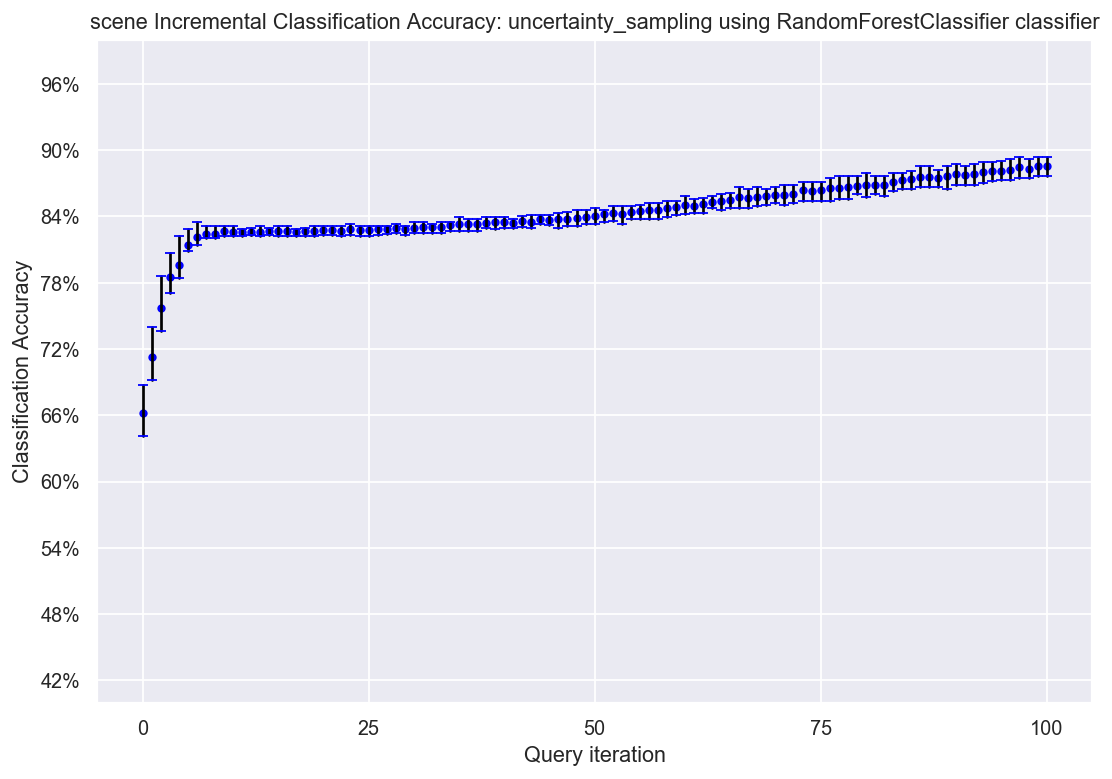 scene Incremental Classification Accuracy: uncertainty_sampling using RandomForestClassifier classifier
Classification Accuracy
96%
90%
84%
78%
72%
66%
60%
54%
48%
42%
0 25 50 75 100
Query iteration